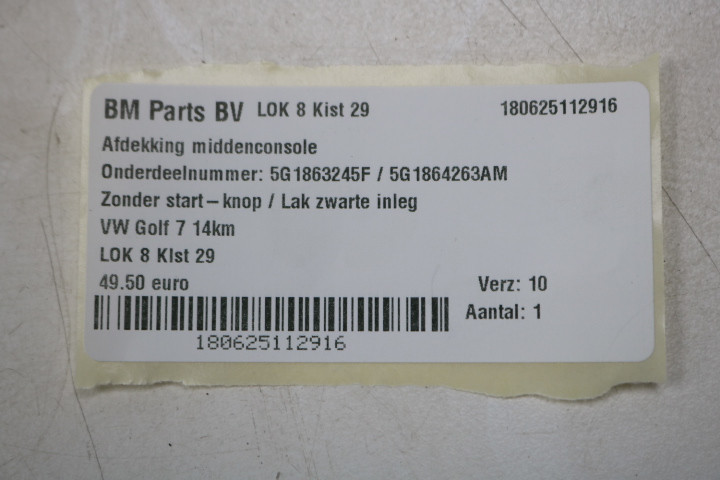 BM Parts BV LOK 8 Kist 29 180625112916
Afdekking middenconsole
Onderdeelnummer: 5G1863245F / 5G1864263AM
Zonder start-knop / Lak zwarte inleg
VW Golf 7 14km
LOK 8 KIst 29
49.50 euro Verz: 10
Aantal: 1
180625112916